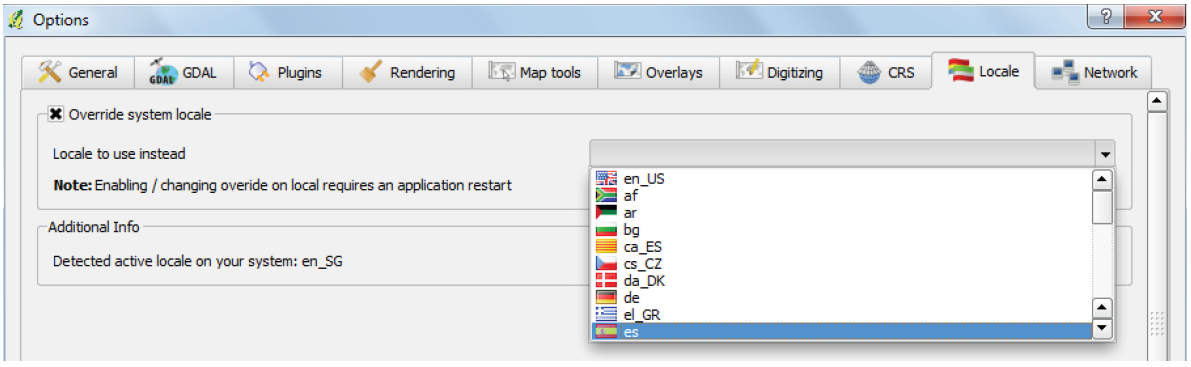 Options
General GDAL Plugins Rendering Map tools Overlays Digitizing CRS Locale Network
Override system locale
Locale to use instead
Note: Enabling / changing overide on local requires an application restart
en_US
af
ar
bg
ca_ES
cs_CZ
da_DK
de
el_GR
es
Additional Info
Detected active locale on your system: en_SG